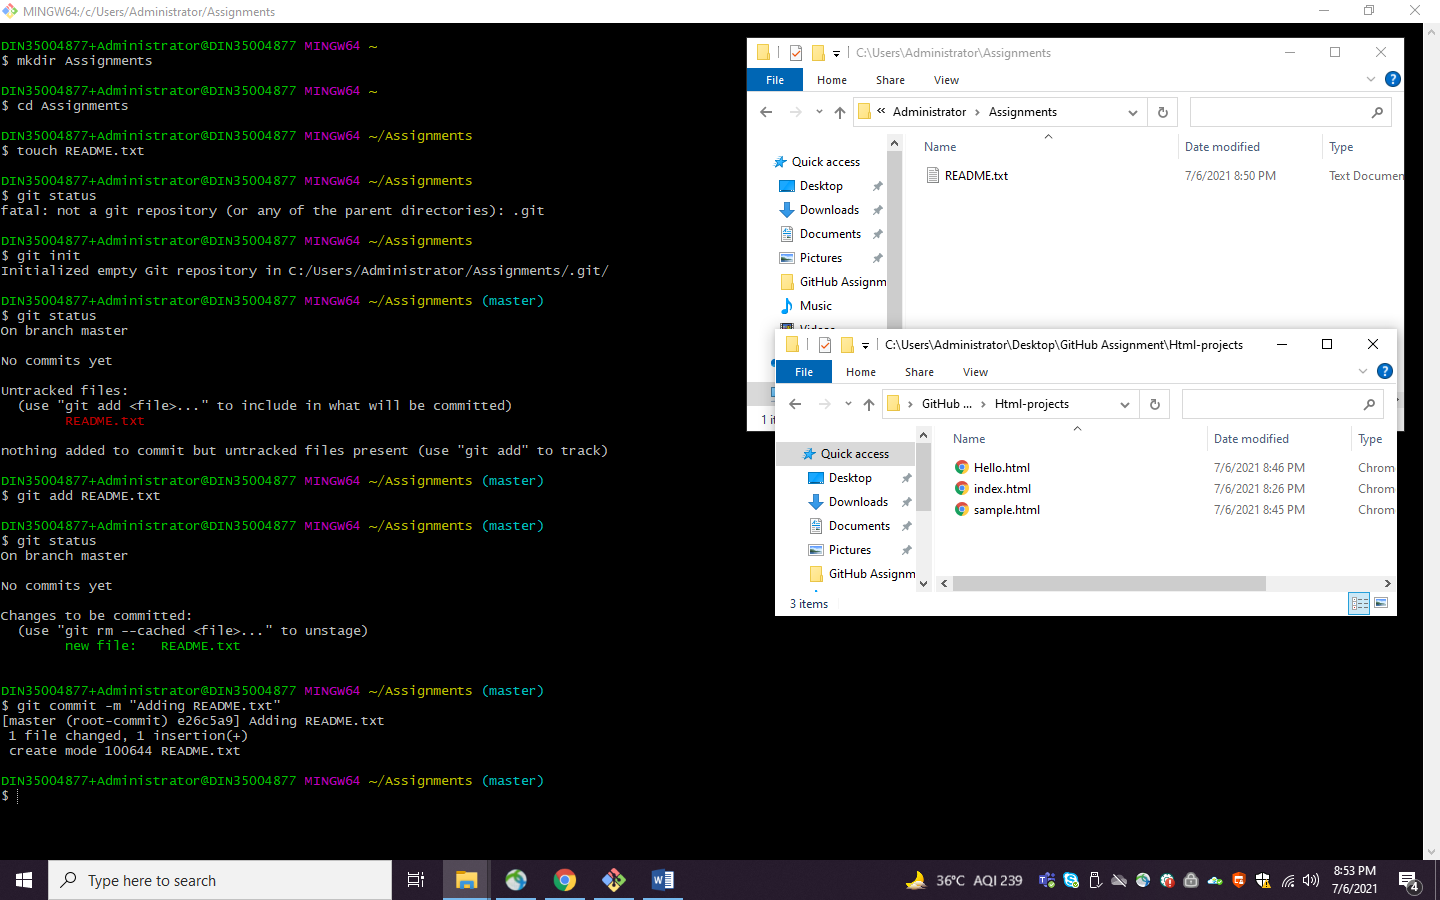 MINGW64:/c/Users/Administrator/Assignments
DIN35004877+Administrator@DIN35004877 MINGW64 ~
$ mkdir Assignments
DIN35004877+Administrator@DIN35004877 MINGW64 ~
$ cd Assignments
DIN35004877+Administrator@DIN35004877 MINGW64 ~/Assignments
$ touch README.txt
DIN35004877+Administrator@DIN35004877 MINGW64 ~/Assignments
$ git status
fatal: not a git repository (or any of the parent directories): .git
DIN35004877+Administrator@DIN35004877 MINGW64 ~/Assignments
$ git init
Initialized empty Git repository in C:/Users/Administrator/Assignments/.git/
DIN35004877+Administrator@DIN35004877 MINGW64 ~/Assignments (master)
$ git status
On branch master
No commits yet
Untracked files:
(use "git add <file>..." to include in what will be committed)
README.txt
nothing added to commit but untracked files present (use "git add" to track)
DIN35004877+Administrator@DIN35004877 MINGW64 ~/Assignments (master)
$ git add README.txt
DIN35004877+Administrator@DIN35004877 MINGW64 ~/Assignments (master)
$ git status
On branch master
No commits yet
Changes to be committed:
(use "git rm --cached <file>..." to unstage)
new file:   README.txt
DIN35004877+Administrator@DIN35004877 MINGW64 ~/Assignments (master)
$ git commit -m "Adding README.txt"
[master (root-commit) e26c5a9] Adding README.txt
1 file changed, 1 insertion(+)
create mode 100644 README.txt
DIN35004877+Administrator@DIN35004877 MINGW64 ~/Assignments (master)
$
C:\Users\Administrator\Assignments
File Home Share View
« Administrator > Assignments
Name Date modified Type
Quick access
README.txt 7/6/2021 8:50 PM Text Documen
Desktop
Downloads
Documents
Pictures
GitHub Assignm
Music
Videos
1 it
C:\Users\Administrator\Desktop\GitHub Assignment\Html-projects
File Home Share View
GitHub ... > Html-projects
Name Date modified Type
Quick access
Hello.html 7/6/2021 8:46 PM Chrom
index.html 7/6/2021 8:26 PM Chrom
sample.html 7/6/2021 8:45 PM Chrom
Desktop
Downloads
Documents
Pictures
GitHub Assignm
3 items
Type here to search
36°C AQI 239
8:53 PM
7/6/2021
4